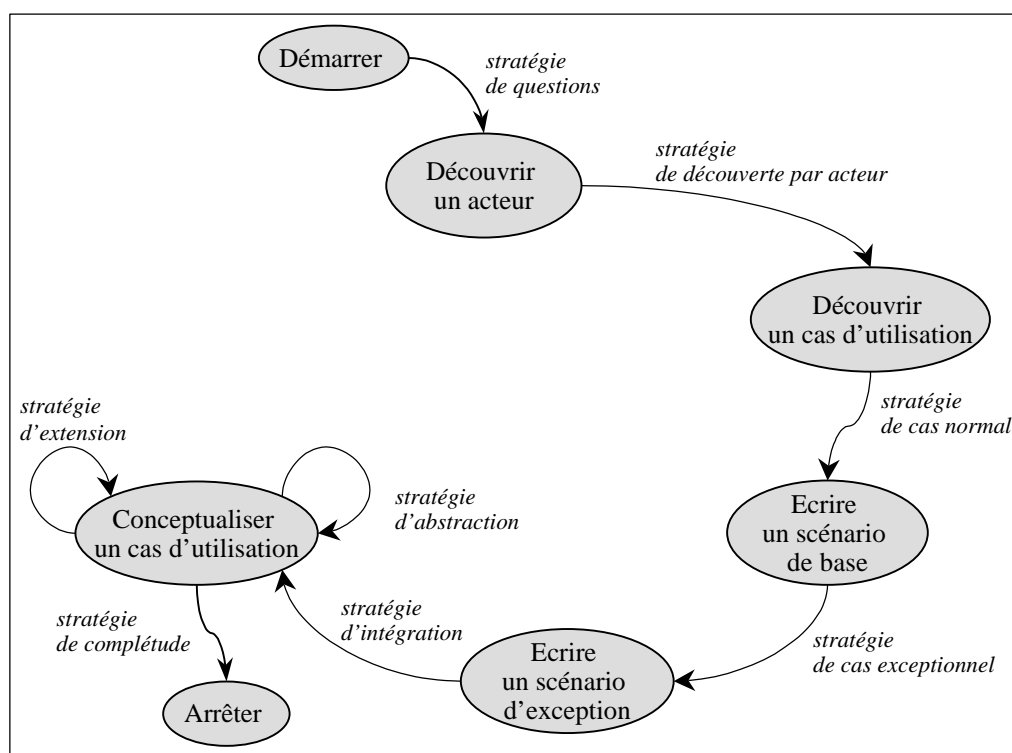 Démarrer
stratégie
de questions
Découvrir
un acteur
stratégie
de découverte par acteur
Découvrir
un cas d’utilisation
stratégie
de cas normal
Ecrire
un scénario
de base
stratégie
de cas exceptionnel
Ecrire
un scénario
d’exception
stratégie
d’intégration
stratégie
d’extension
stratégie
d’abstraction
Conceptualiser
un cas d’utilisation
stratégie
de complétude
Arrêter